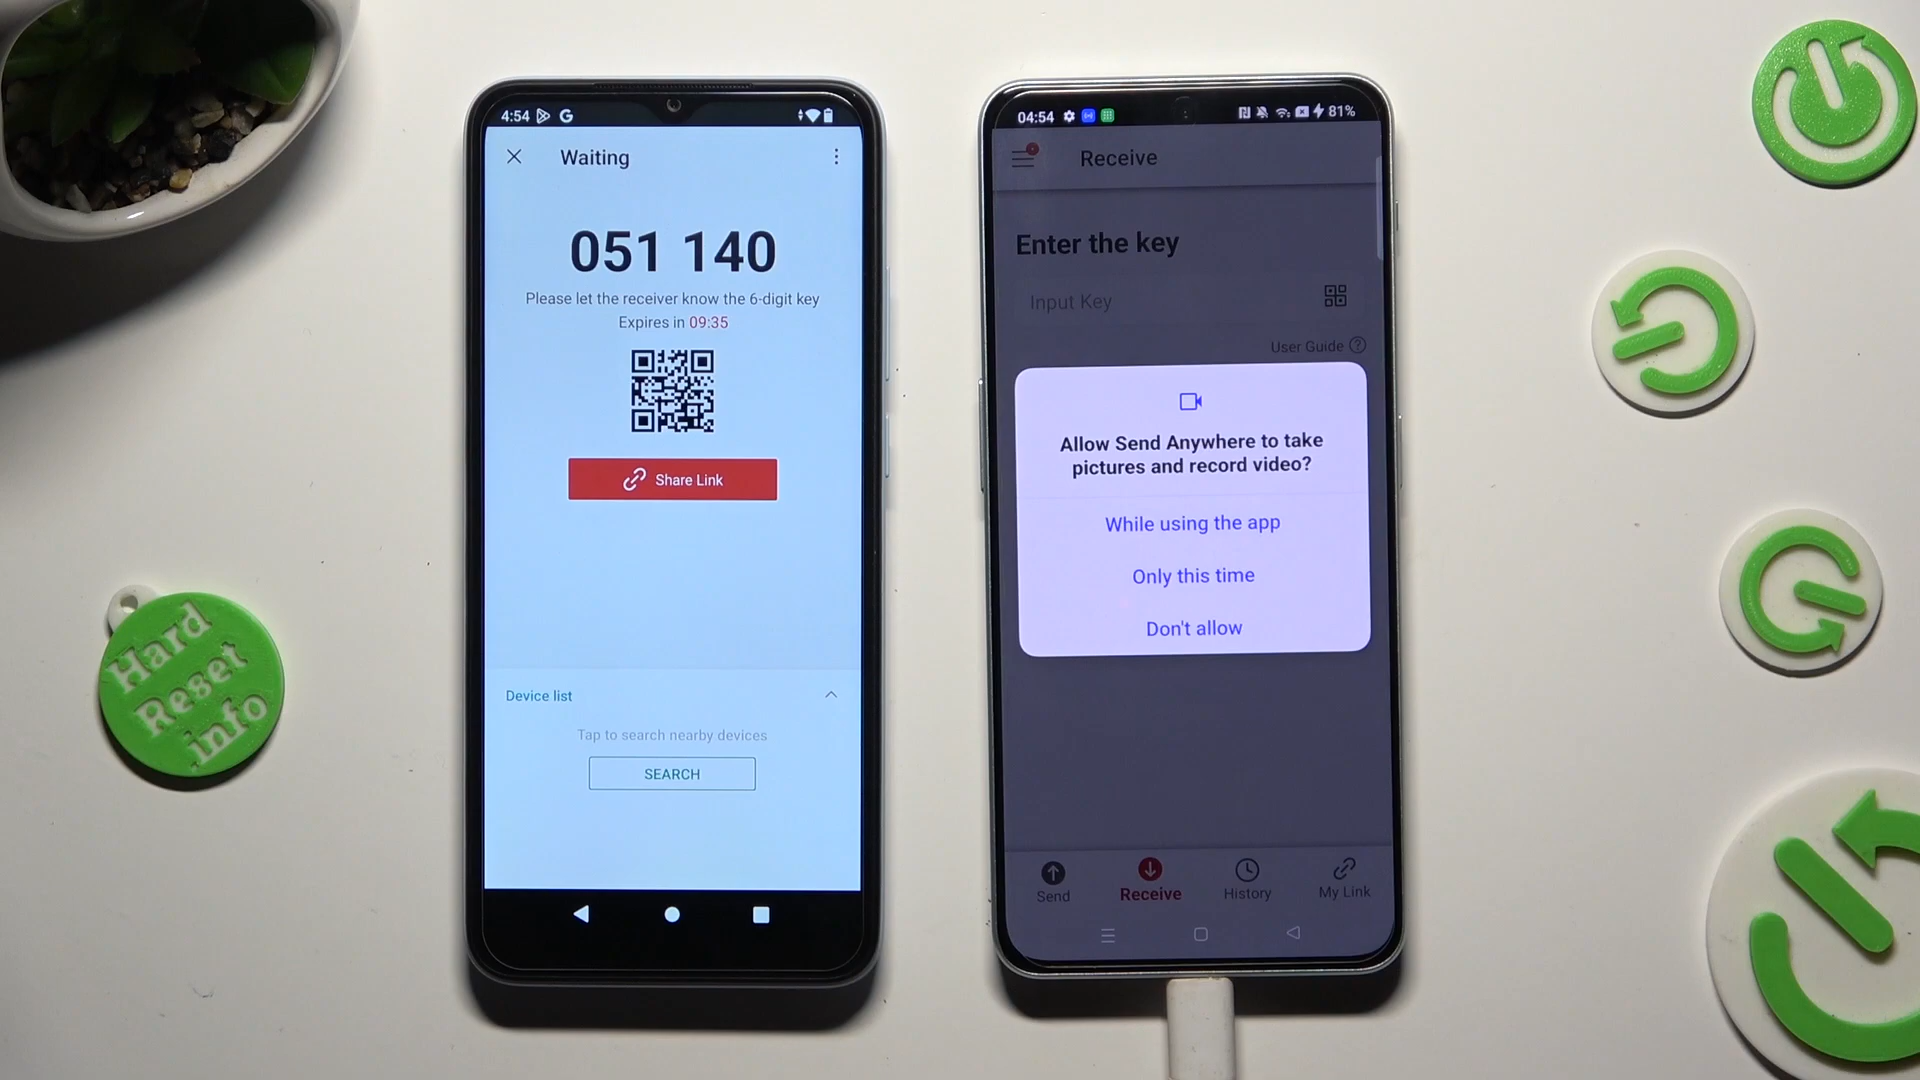 4:54
Waiting
051 140
Please let the receiver know the 6-digit key
Expires in 09:35
Share Link
Device list
Tap to search nearby devices
SEARCH
04:54
81%
Receive
Enter the key
Input Key
User Guide
Allow Send Anywhere to take
pictures and record video?
While using the app
Only this time
Don't allow
Send
Receive
History
My Link
Hard
Reset
.info